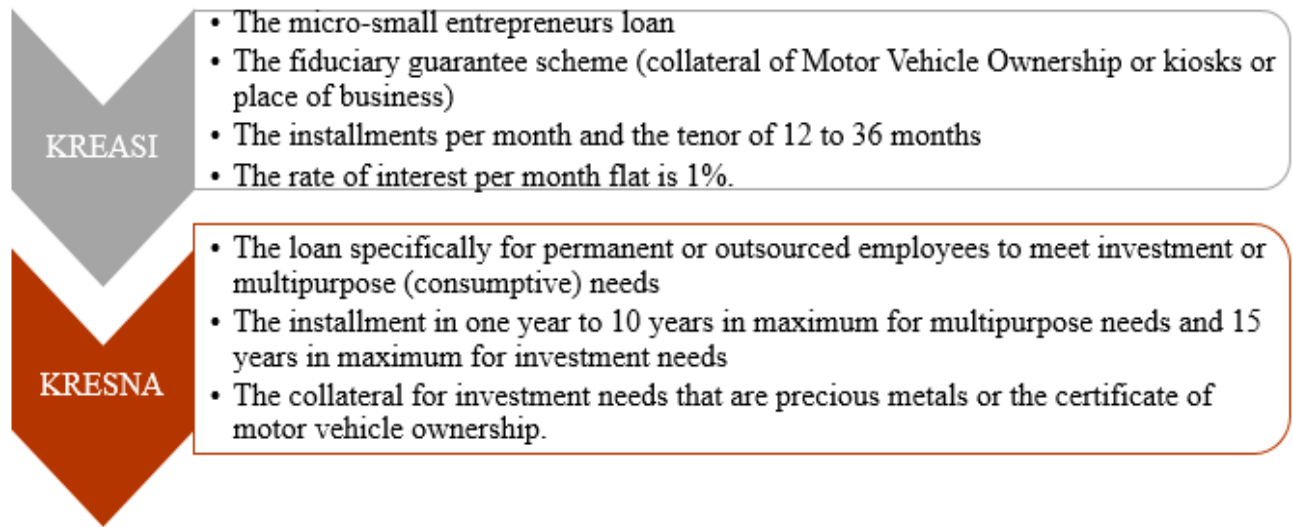 KREASI
• The micro-small entrepreneurs loan
• The fiduciary guarantee scheme (collateral of Motor Vehicle Ownership or kiosks or
place of business)
• The installments per month and the tenor of 12 to 36 months
• The rate of interest per month flat is 1%.
KRESNA
• The loan specifically for permanent or outsourced employees to meet investment or
multipurpose (consumptive) needs
• The installment in one year to 10 years in maximum for multipurpose needs and 15
years in maximum for investment needs
• The collateral for investment needs that are precious metals or the certificate of
motor vehicle ownership.